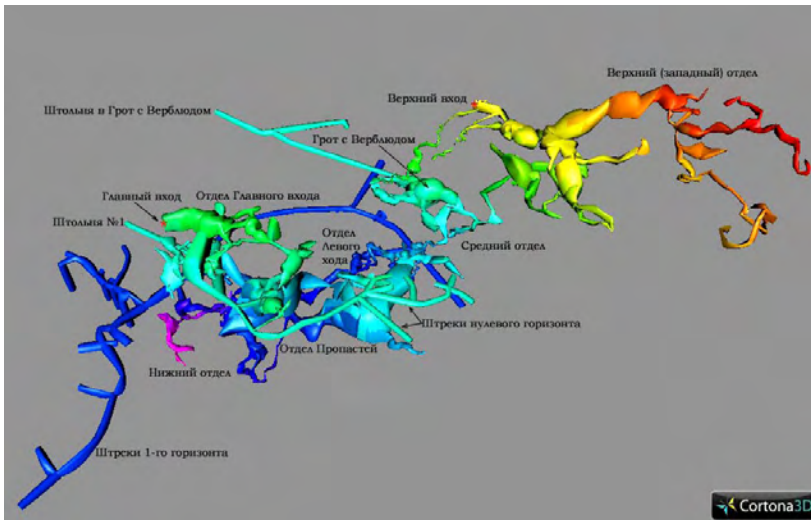 Верхний (западный) отдел
Верхний вход
Штольня в Грот с Верблюдом
Грот с Верблюдом
Главный вход
Отдел Главного входа
Штольня №1
Отдел
Левого
хода
Средний отдел
Штреки нулевого горизонта
Отдел Пропастей
Нижний отдел
Штреки 1-го горизонта
Cortona3D